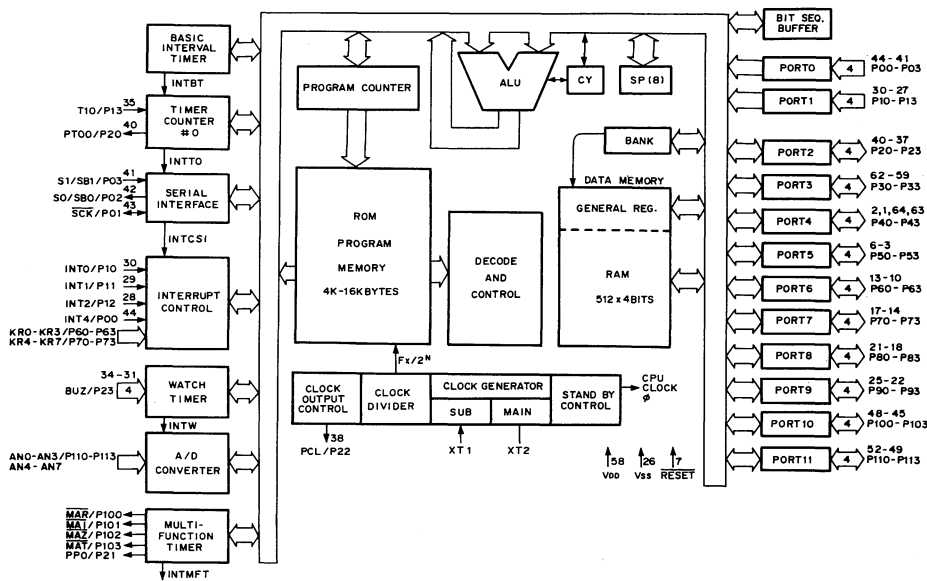 BASIC
INTERVAL
TIMER
INTBT
35
T10/P13
40
PT00/P20
TIMER
COUNTER
#0
INTTO
41
S1/SB1/P03
42
S0/SB0/P02
43
SCK/P01
SERIAL
INTERFACE
INTCSI
30
INT0/P10
29
INT1/P11
28
INT2/P12
44
INT4/P00
KR0-KR3/P60-P63
KR4-KR7/P70-P73
INTERRUPT
CONTROL
34-31
BUZ/P23
4
WATCH
TIMER
INTW
AN0-AN3/P110-P113
AN4-AN7
A/D
CONVERTER
MAR/P100
MAI/P101
MAZ/P102
MAT/P103
PP0/P21
MULTI-
FUNCTION
TIMER
INTMFT
PROGRAM COUNTER
ALU
CY
SP(8)
BANK
DATA MEMORY
GENERAL REG.
RAM
512x4BITS
ROM
PROGRAM
MEMORY
4K-16KBYTES
DECODE
AND
CONTROL
Fx/2ᴺ
CLOCK
OUTPUT
CONTROL
CLOCK
DIVIDER
CLOCK GENERATOR
SUB
MAIN
STAND BY
CONTROL
CPU
CLOCK
Ø
38
PCL/P22
XT1
XT2
58
VDD
26
VSS
7
RESET
BIT SEQ.
BUFFER
PORT0
4
44-41
P00-P03
PORT1
4
30-27
P10-P13
PORT2
4
40-37
P20-P23
PORT3
4
62-59
P30-P33
PORT4
4
2,1,64,63
P40-P43
PORT5
4
6-3
P50-P53
PORT6
4
13-10
P60-P63
PORT7
4
17-14
P70-P73
PORT8
4
21-18
P80-P83
PORT9
4
25-22
P90-P93
PORT10
4
48-45
P100-P103
PORT11
4
52-49
P110-P113